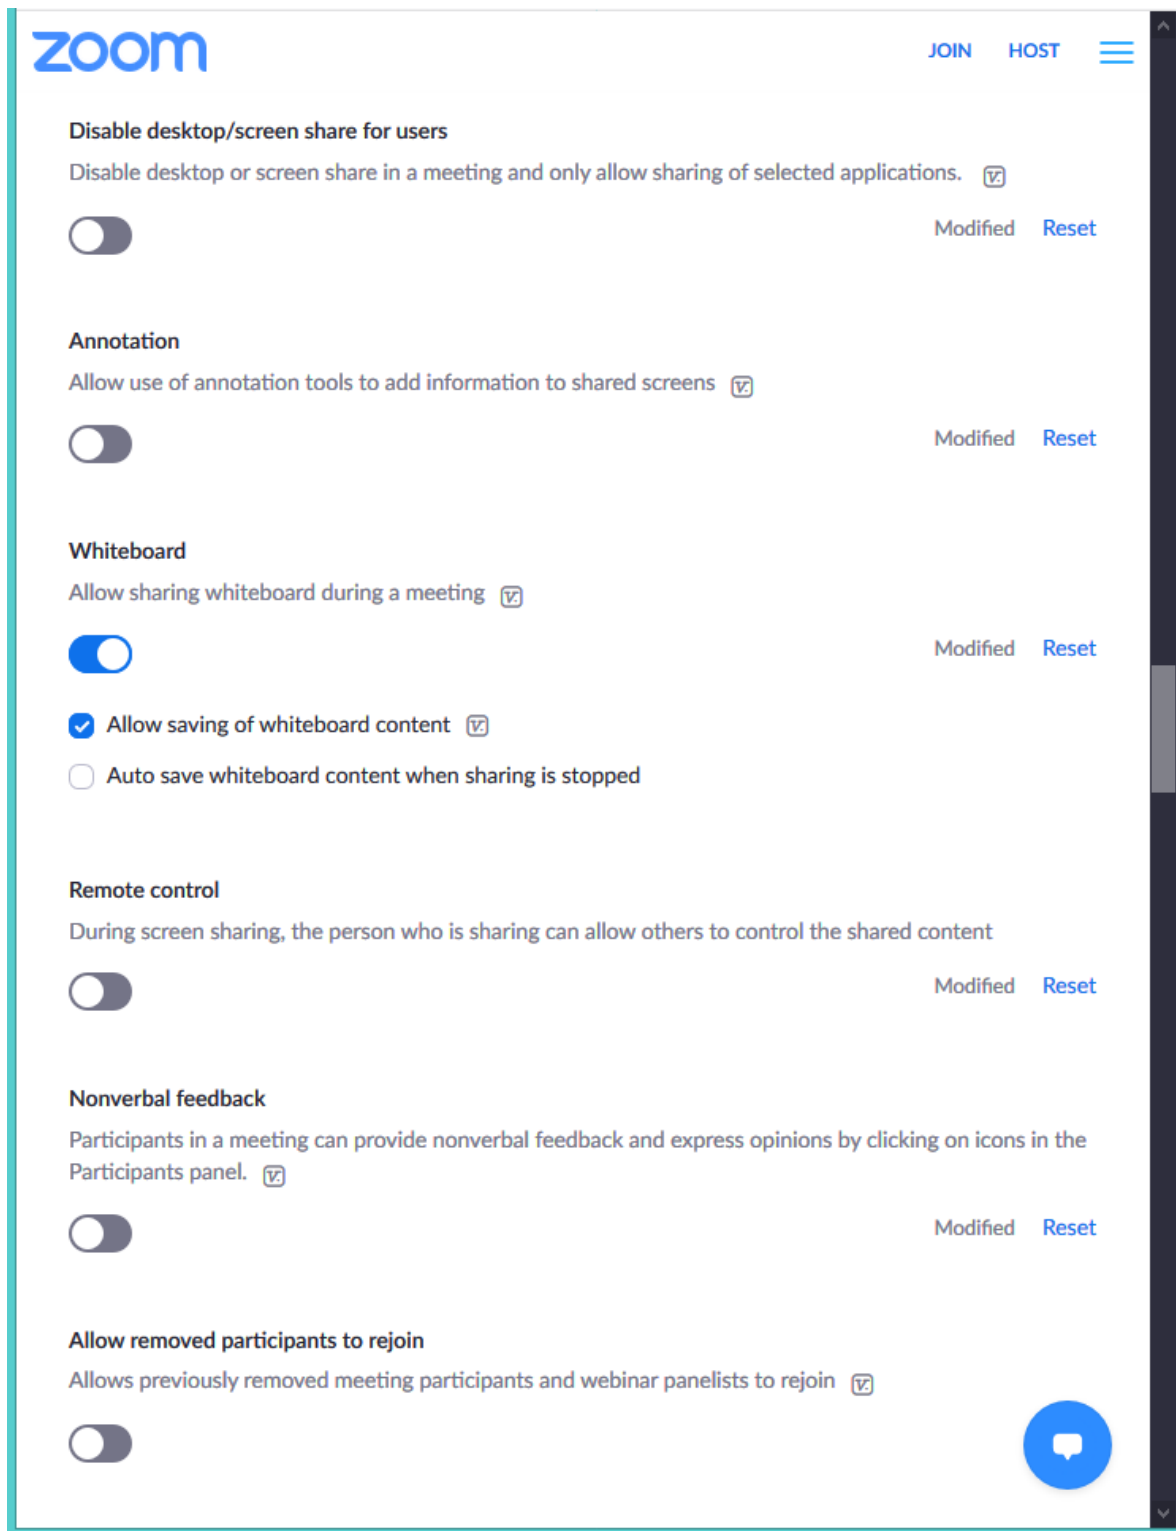 zoom
JOIN HOST
Disable desktop/screen share for users
Disable desktop or screen share in a meeting and only allow sharing of selected applications. v.
Modified Reset
Annotation
Allow use of annotation tools to add information to shared screens v.
Modified Reset
Whiteboard
Allow sharing whiteboard during a meeting v.
Modified Reset
Allow saving of whiteboard content v.
Auto save whiteboard content when sharing is stopped
Remote control
During screen sharing, the person who is sharing can allow others to control the shared content
Modified Reset
Nonverbal feedback
Participants in a meeting can provide nonverbal feedback and express opinions by clicking on icons in the
Participants panel. v.
Modified Reset
Allow removed participants to rejoin
Allows previously removed meeting participants and webinar panelists to rejoin v.